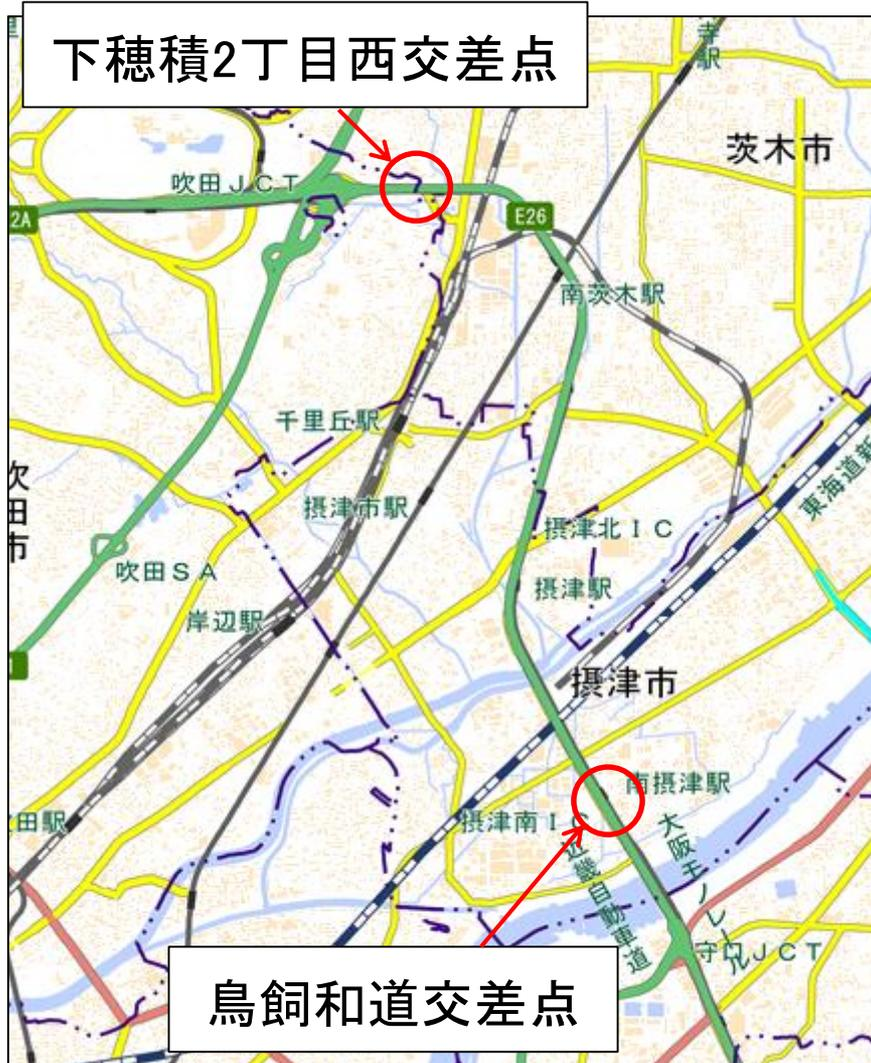 下穂積2丁目西交差点
寺駅
茨木市
吹田JCT
2A
E26
南茨木駅
千里丘駅
東海道新
吹田市
摂津市駅
摂津北IC
吹田SA
摂津駅
岸辺駅
摂津市
南摂津駅
田駅
摂津南IC
近畿自動車道
大阪モノレール
守口JCT
鳥飼和道交差点